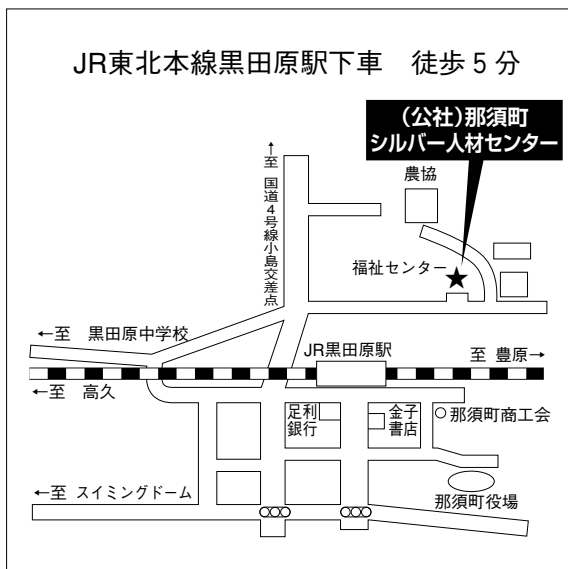 JR東北本線黒田原駅下車　徒歩5分
（公社）那須町
シルバー人材センター
農協
←至　国道4号線小島交差点
福祉センター
←至　黒田原中学校
JR黒田原駅
至　豊原→
←至　高久
足利
銀行
金子
書店
那須町商工会
←至　スイミングドーム
那須町役場